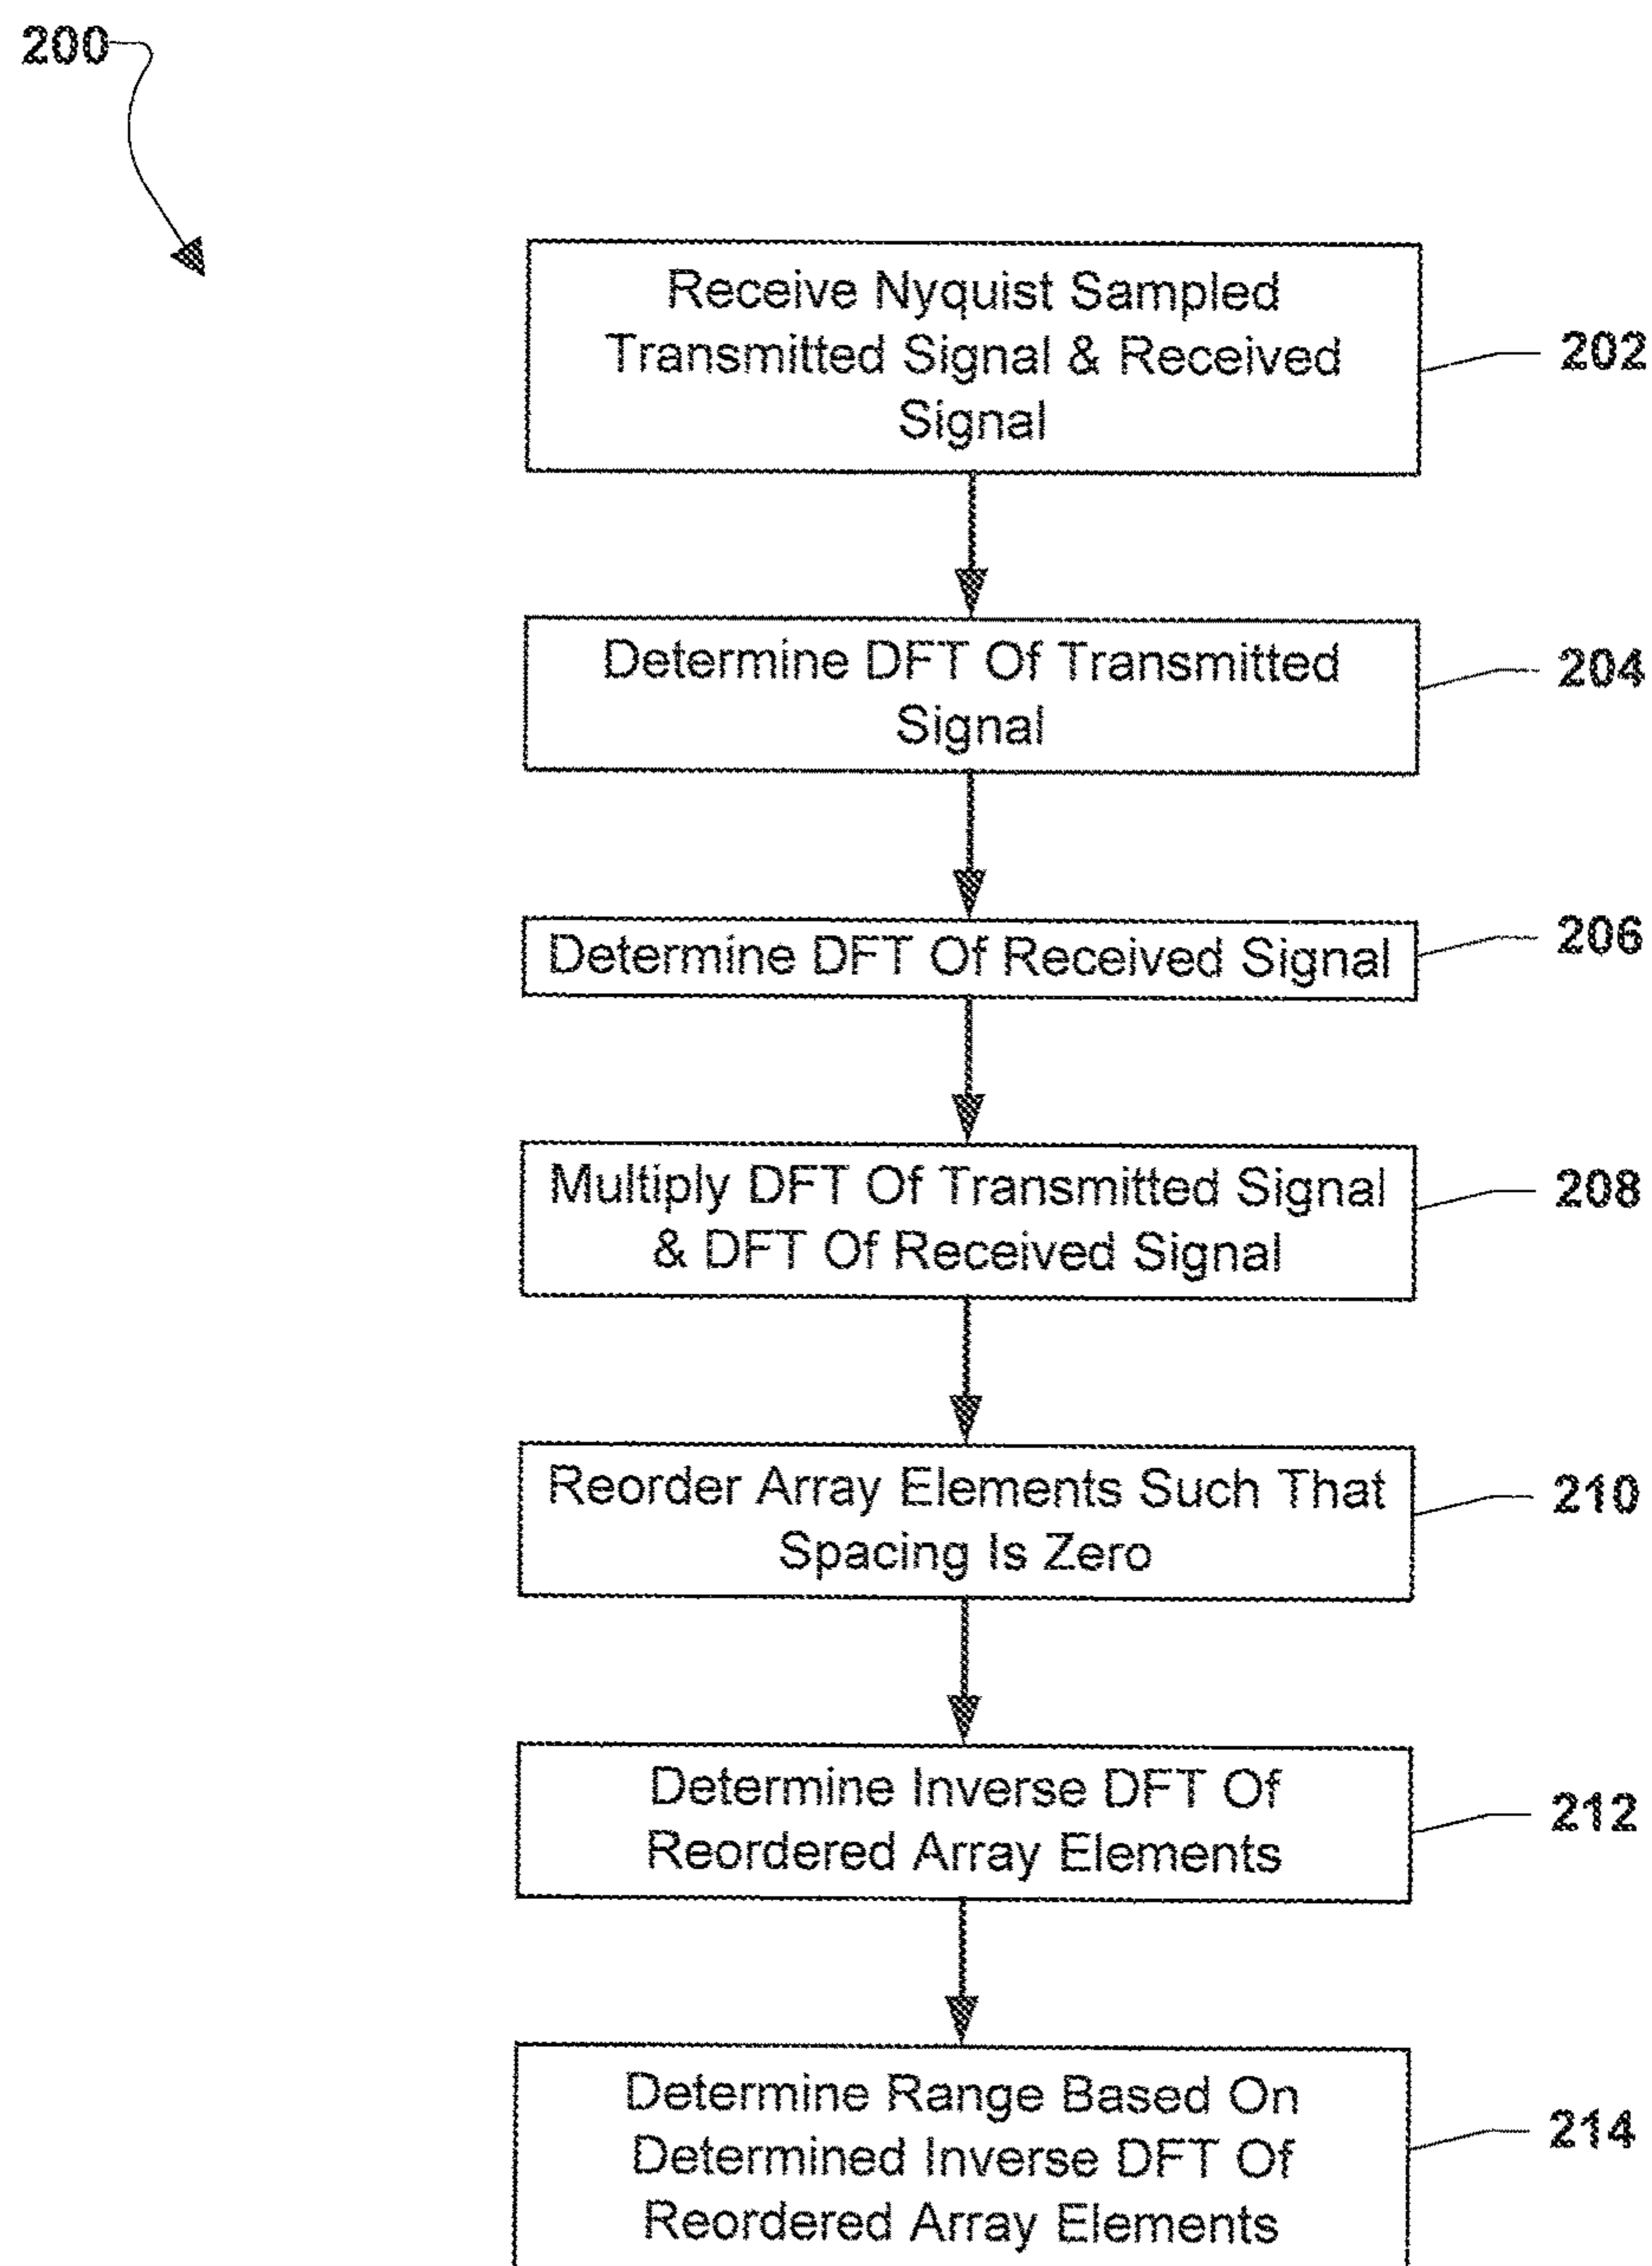 200
Receive Nyquist Sampled
Transmitted Signal & Received
Signal
202
Determine DFT Of Transmitted
Signal
204
Determine DFT Of Received Signal
206
Multiply DFT Of Transmitted Signal
& DFT Of Received Signal
208
Reorder Array Elements Such That
Spacing Is Zero
210
Determine Inverse DFT Of
Reordered Array Elements
212
Determine Range Based On
Determined Inverse DFT Of
Reordered Array Elements
214